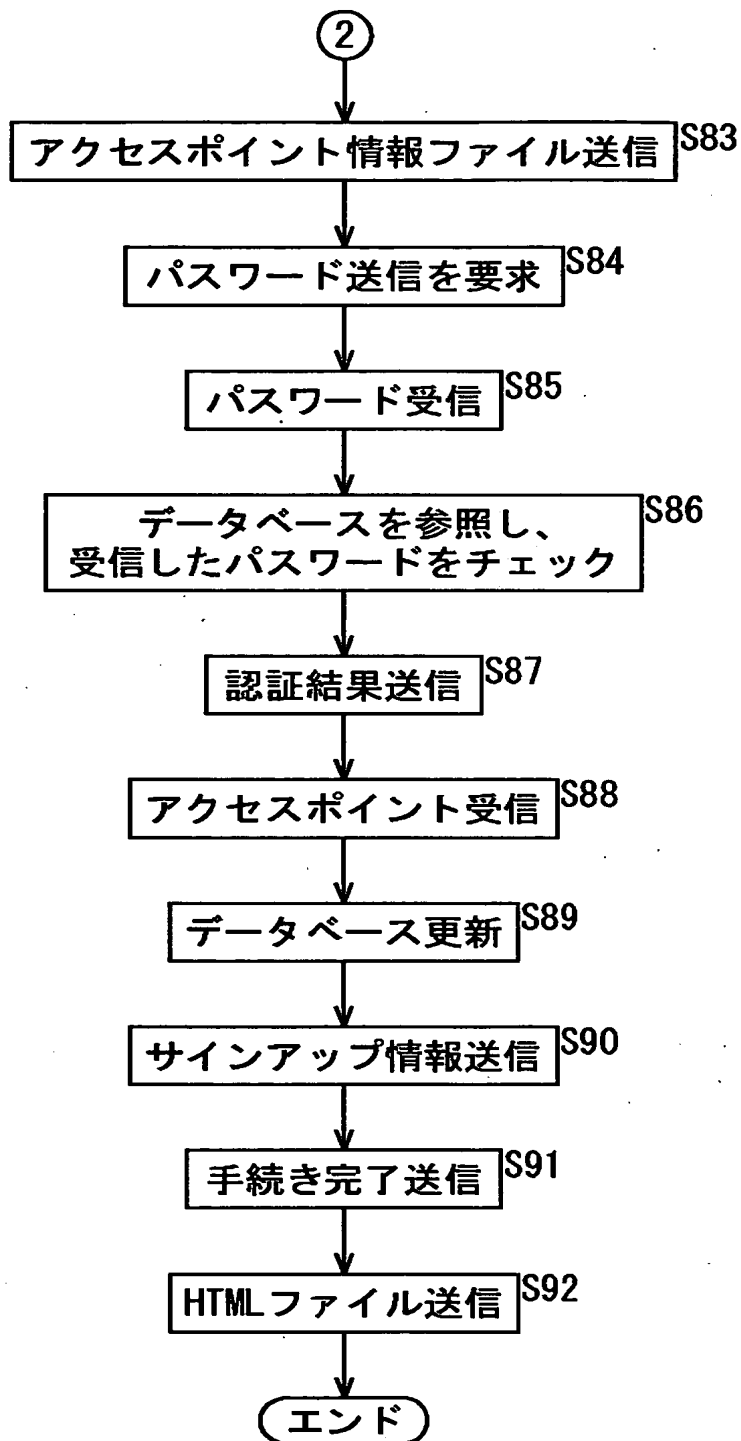 2
アクセスポイント情報ファイル送信 S83
パスワード送信を要求 S84
パスワード受信 S85
データベースを参照し、 S86
受信したパスワードをチェック
認証結果送信 S87
アクセスポイント受信 S88
データベース更新 S89
サインアップ情報送信 S90
手続き完了送信 S91
HTMLファイル送信 S92
エンド